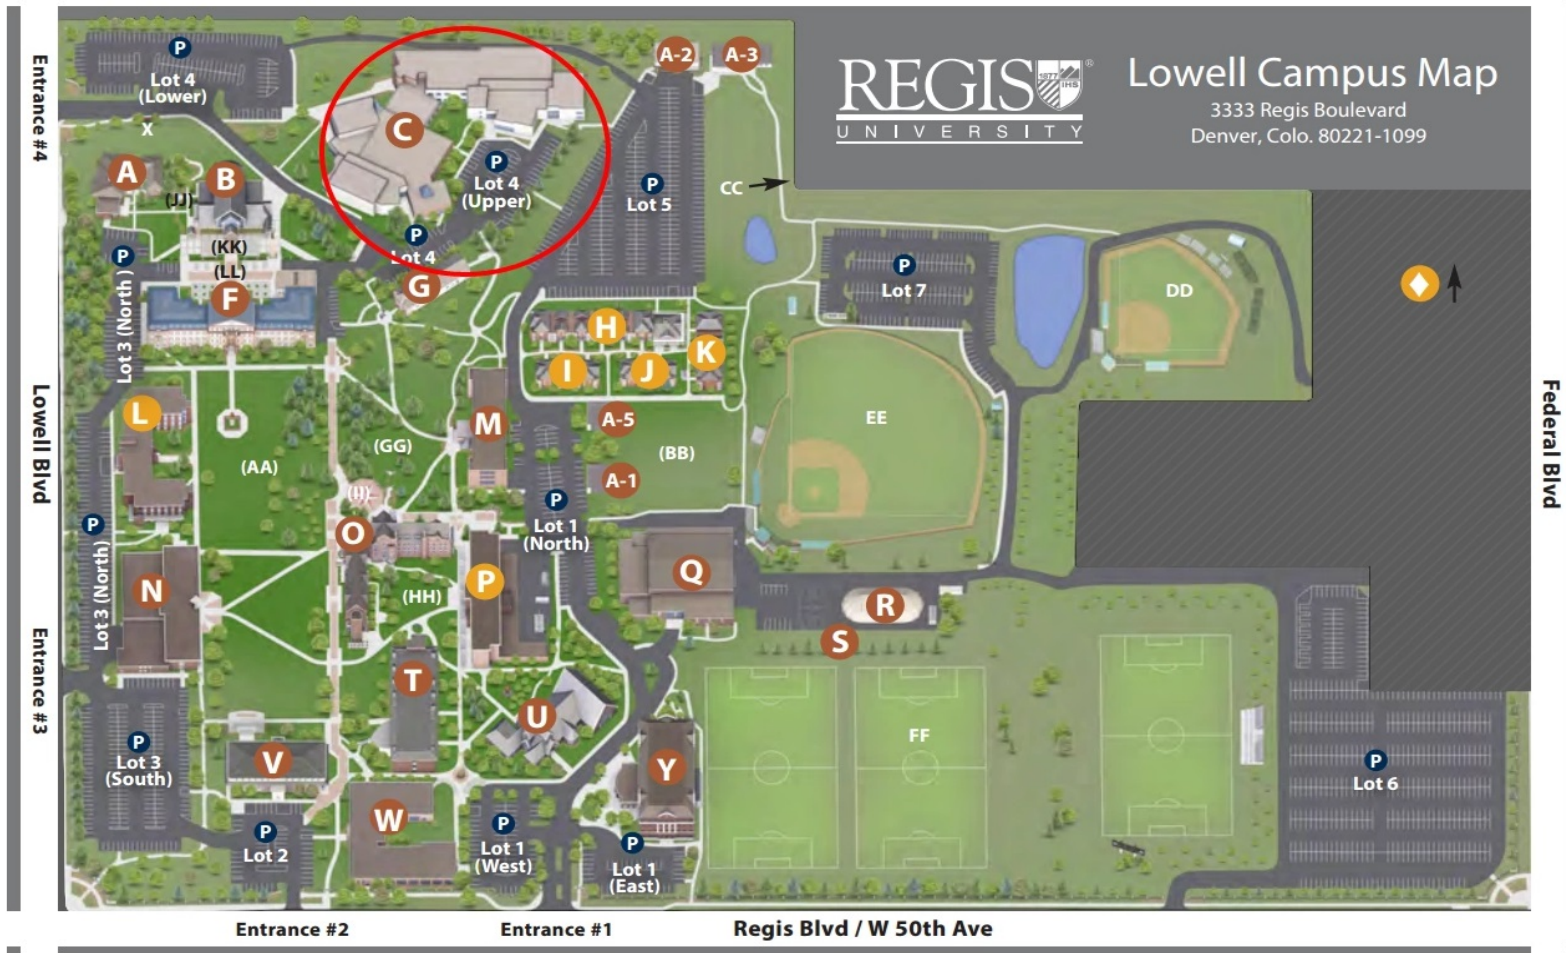 REGIS
UNIVERSITY
1877
IHS
®
Lowell Campus Map
3333 Regis Boulevard
Denver, Colo. 80221-1099
Entrance #4
Lowell Blvd
Entrance #3
Federal Blvd
P
Lot 4
(Lower)
X
A-2
A-3
C
P
Lot 4
(Upper)
P
Lot 5
CC
A
B
(JJ)
(KK)
(LL)
P
Lot 4
G
F
P
Lot 3 (North)
P
Lot 7
DD
H
I
J
K
L
M
A-5
A-1
(BB)
EE
(AA)
(GG)
(II)
P
Lot 1
(North)
P
Lot 3 (North)
N
O
P
(HH)
Q
R
S
T
U
V
W
Y
FF
P
Lot 3
(South)
P
Lot 2
P
Lot 1
(West)
P
Lot 1
(East)
P
Lot 6
Entrance #2
Entrance #1
Regis Blvd / W 50th Ave